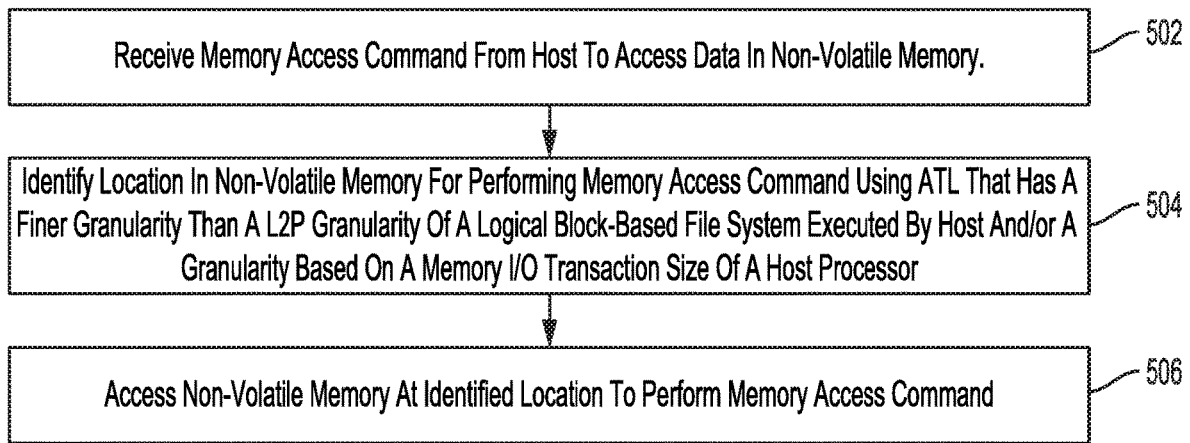 Receive Memory Access Command From Host To Access Data In Non-Volatile Memory.
502
Identify Location In Non-Volatile Memory For Performing Memory Access Command Using ATL That Has A
Finer Granularity Than A L2P Granularity Of A Logical Block-Based File System Executed By Host And/or A
Granularity Based On A Memory I/O Transaction Size Of A Host Processor
504
Access Non-Volatile Memory At Identified Location To Perform Memory Access Command
506